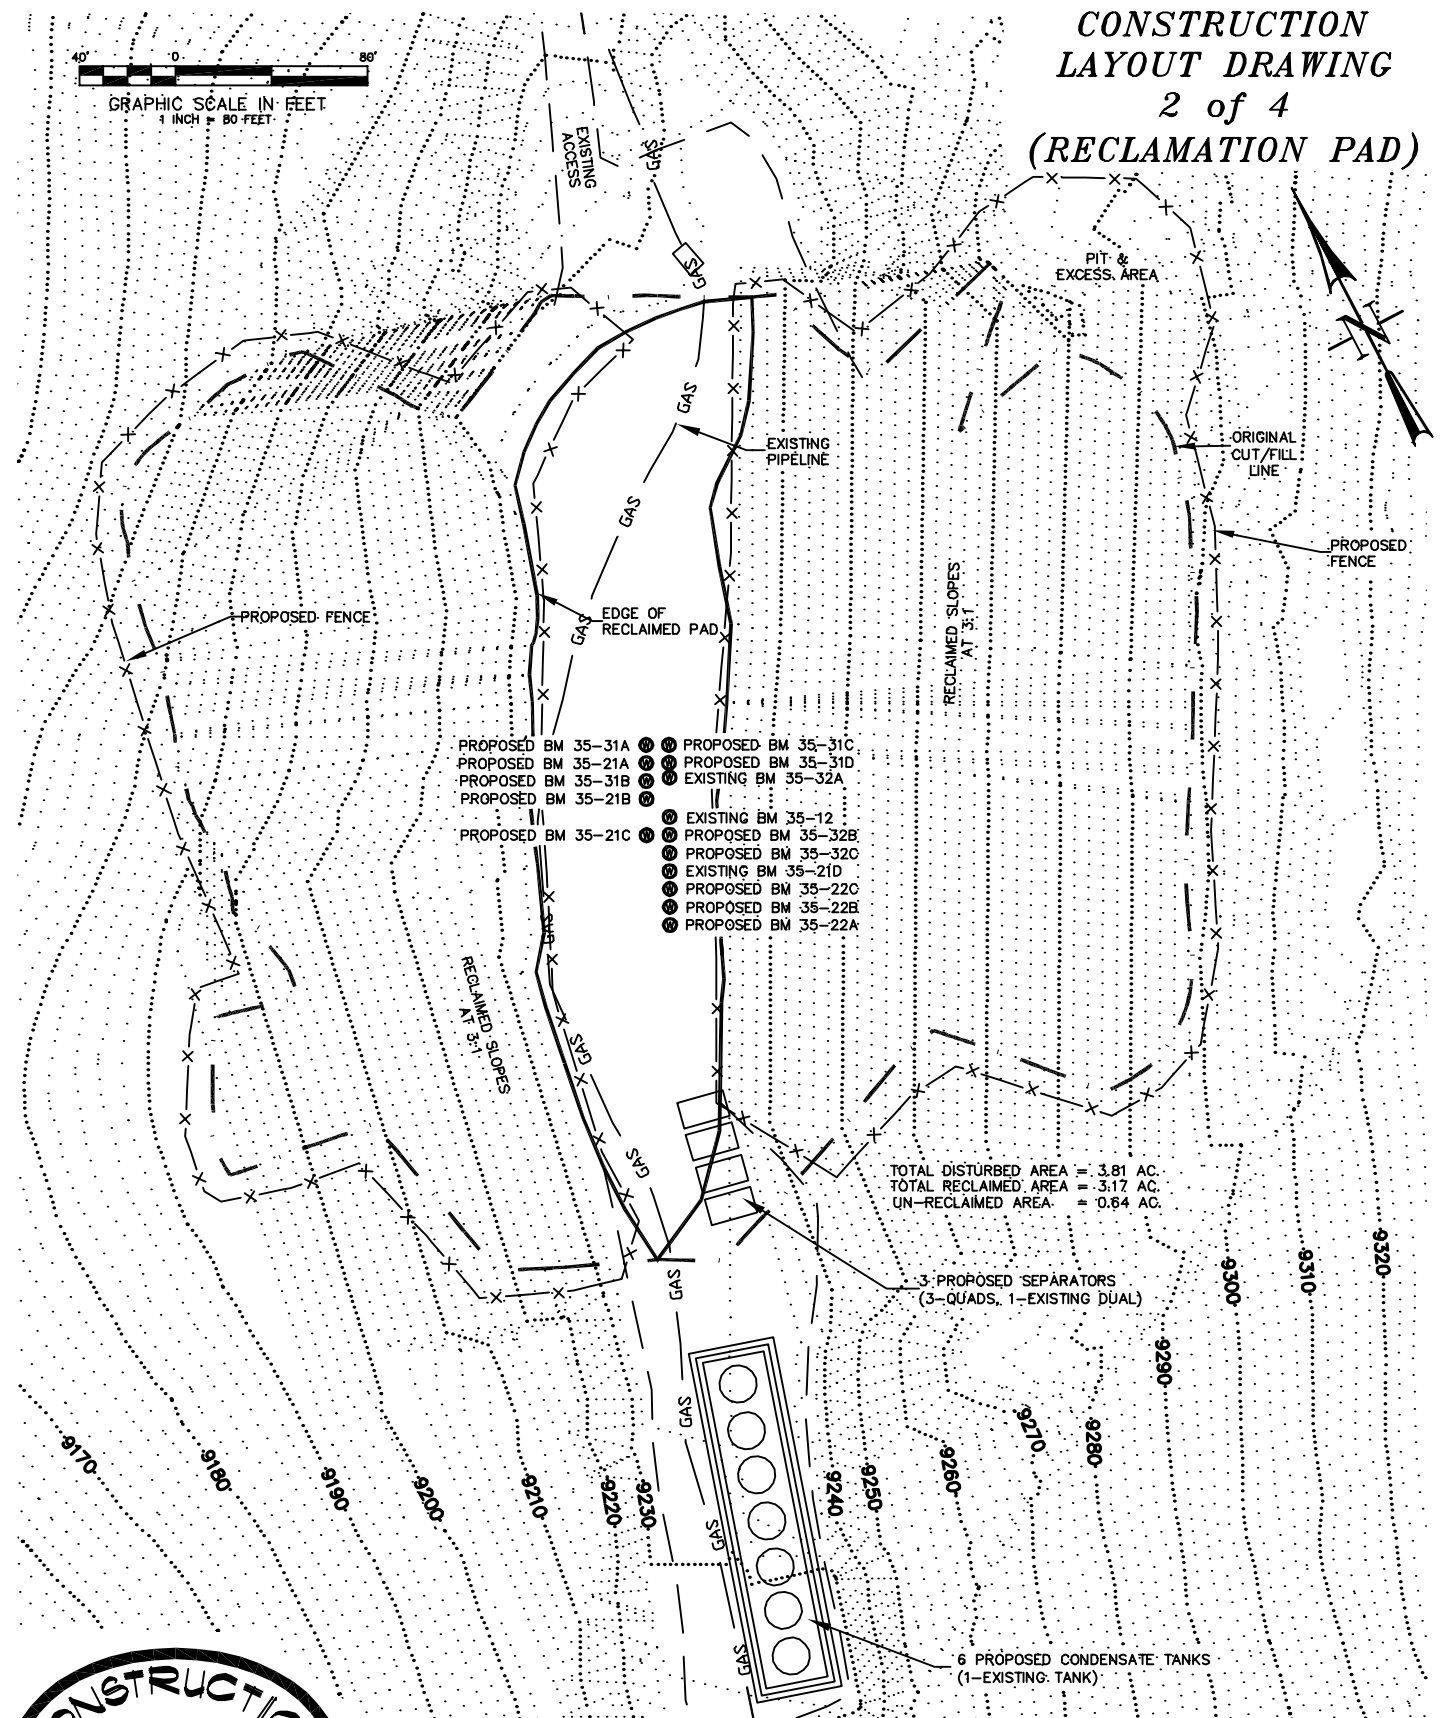 CONSTRUCTION
LAYOUT DRAWING
2 of 4
(RECLAMATION PAD)
40'
0
80'
GRAPHIC SCALE IN FEET
1 INCH = 80 FEET
EXISTING
ACCESS
GAS
GAS
PIT &
EXCESS AREA
N
GAS
EXISTING
PIPELINE
ORIGINAL
CUT/FILL
LINE
GAS
PROPOSED
FENCE
RECLAIMED SLOPES
AT 3:1
PROPOSED FENCE
EDGE OF
RECLAIMED PAD
GAS
PROPOSED BM 35-31A
PROPOSED BM 35-31C
PROPOSED BM 35-21A
PROPOSED BM 35-31D
PROPOSED BM 35-31B
EXISTING BM 35-32A
PROPOSED BM 35-21B
EXISTING BM 35-12
PROPOSED BM 35-21C
PROPOSED BM 35-32B
PROPOSED BM 35-32C
EXISTING BM 35-21D
PROPOSED BM 35-22C
PROPOSED BM 35-22B
PROPOSED BM 35-22A
GAS
RECLAIMED SLOPES
AT 3:1
GAS
GAS
TOTAL DISTURBED AREA = 3.81 AC.
TOTAL RECLAIMED AREA = 3.17 AC.
UN-RECLAIMED AREA = 0.64 AC.
GAS
3 PROPOSED SEPARATORS
(3-QUADS, 1-EXISTING DUAL)
9300
9310
9320
9290
GAS
9170
9180
9190
9200
9210
9220
9230
9240
9250
9260
9270
9280
GAS
GAS
6 PROPOSED CONDENSATE TANKS
(1-EXISTING TANK)